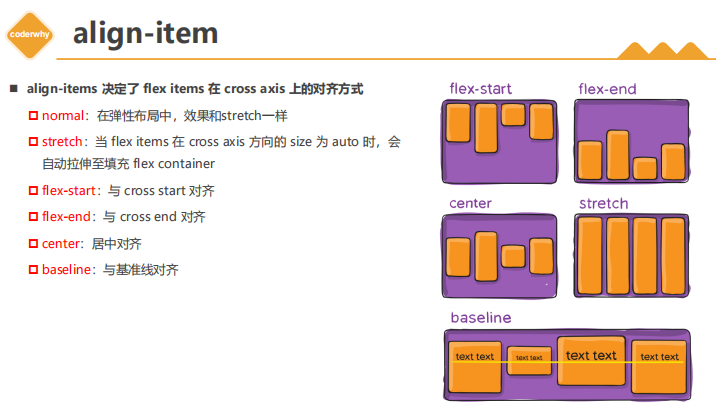 coderwhy
align-item
align-items 决定了 flex items 在 cross axis 上的对齐方式
normal：在弹性布局中，效果和stretch一样
stretch：当 flex items 在 cross axis 方向的 size 为 auto 时，会
自动拉伸至填充 flex container
flex-start：与 cross start 对齐
flex-end：与 cross end 对齐
center：居中对齐
baseline：与基准线对齐
flex-start
flex-end
center
stretch
baseline
text text
text text
text text
text text